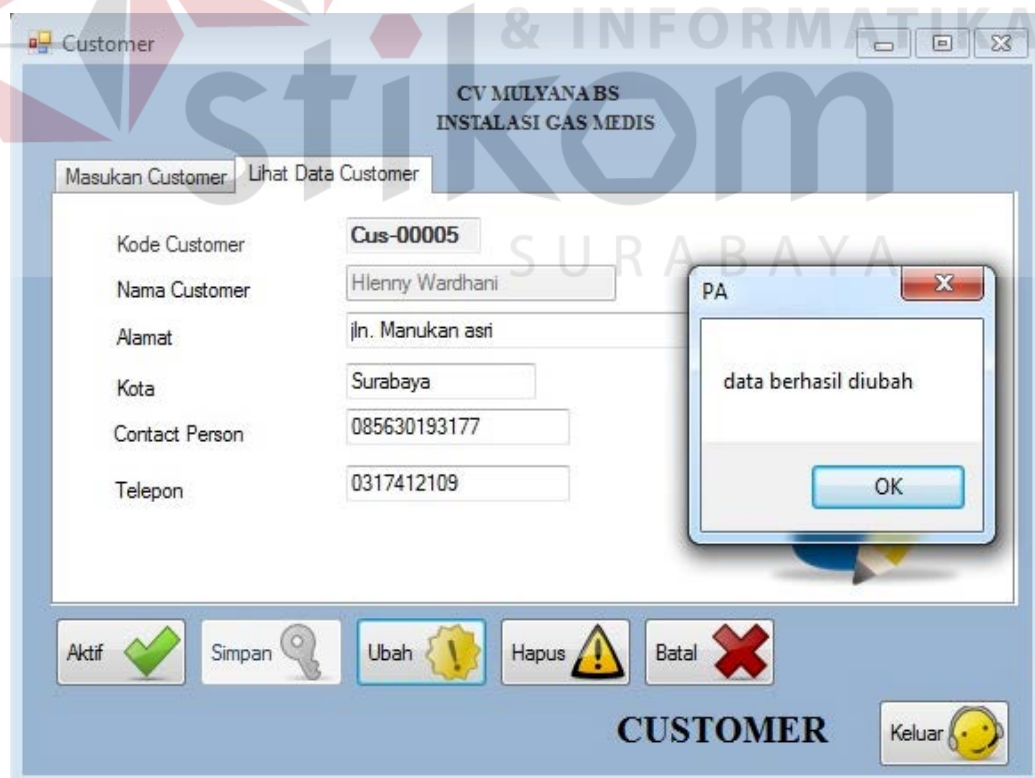 & INFORMATIKA
Customer
stikom
SURABAYA
CV MULYANA BS
INSTALASI GAS MEDIS
Masukan Customer
Lihat Data Customer
Kode Customer
Cus-00005
Nama Customer
Hlenny Wardhani
Alamat
jln. Manukan asri
Kota
Surabaya
Contact Person
085630193177
Telepon
0317412109
PA
data berhasil diubah
OK
Aktif
Simpan
Ubah
Hapus
Batal
CUSTOMER
Keluar